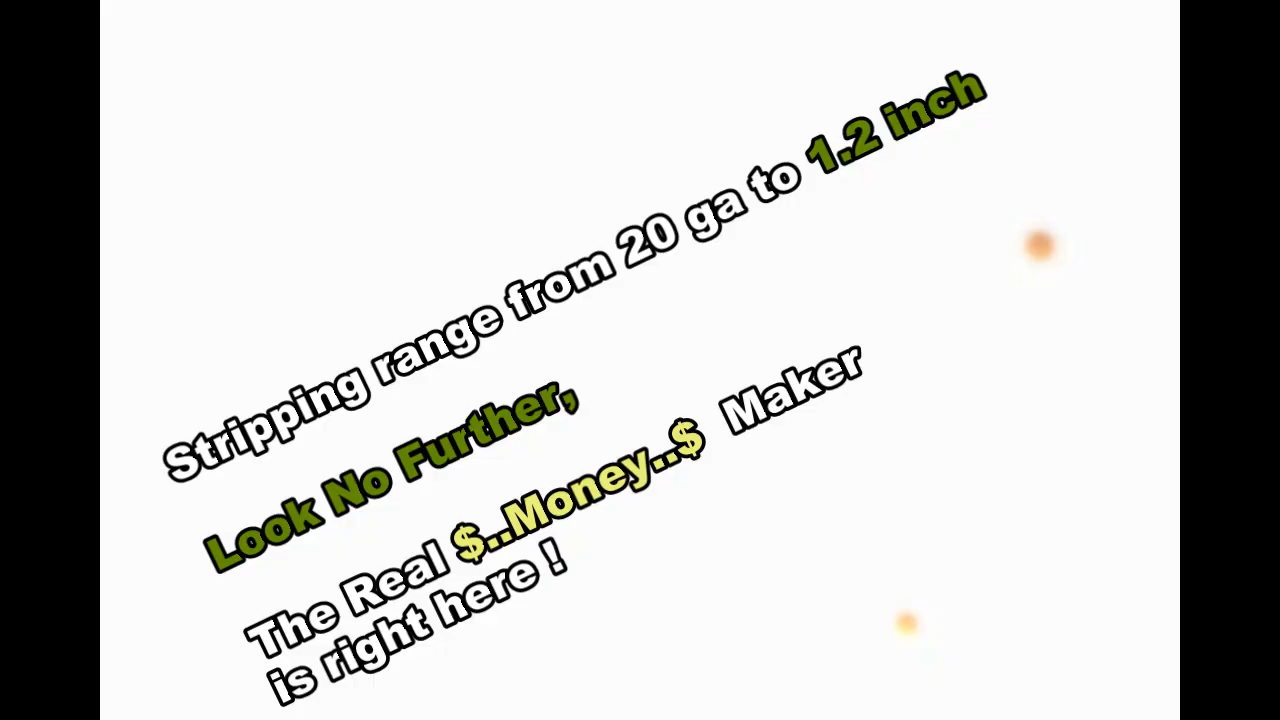 Stripping range from 20 ga to 1.2 inch
Look No Further,
The Real $..Money..$ Maker
is right here !